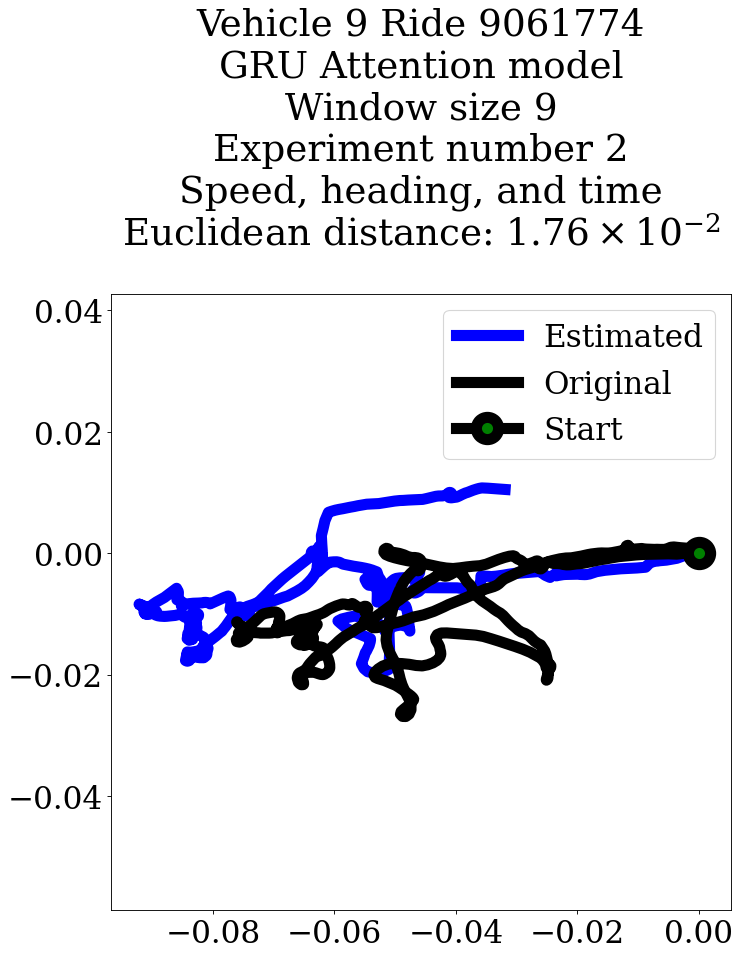 Vehicle 9 Ride 9061774
GRU Attention model
Window size 9
Experiment number 2
Speed, heading, and time
Euclidean distance: 1.76 × 10⁻²
0.04
0.02
0.00
−0.02
−0.04
Estimated
Original
Start
−0.08 −0.06 −0.04 −0.02 0.00